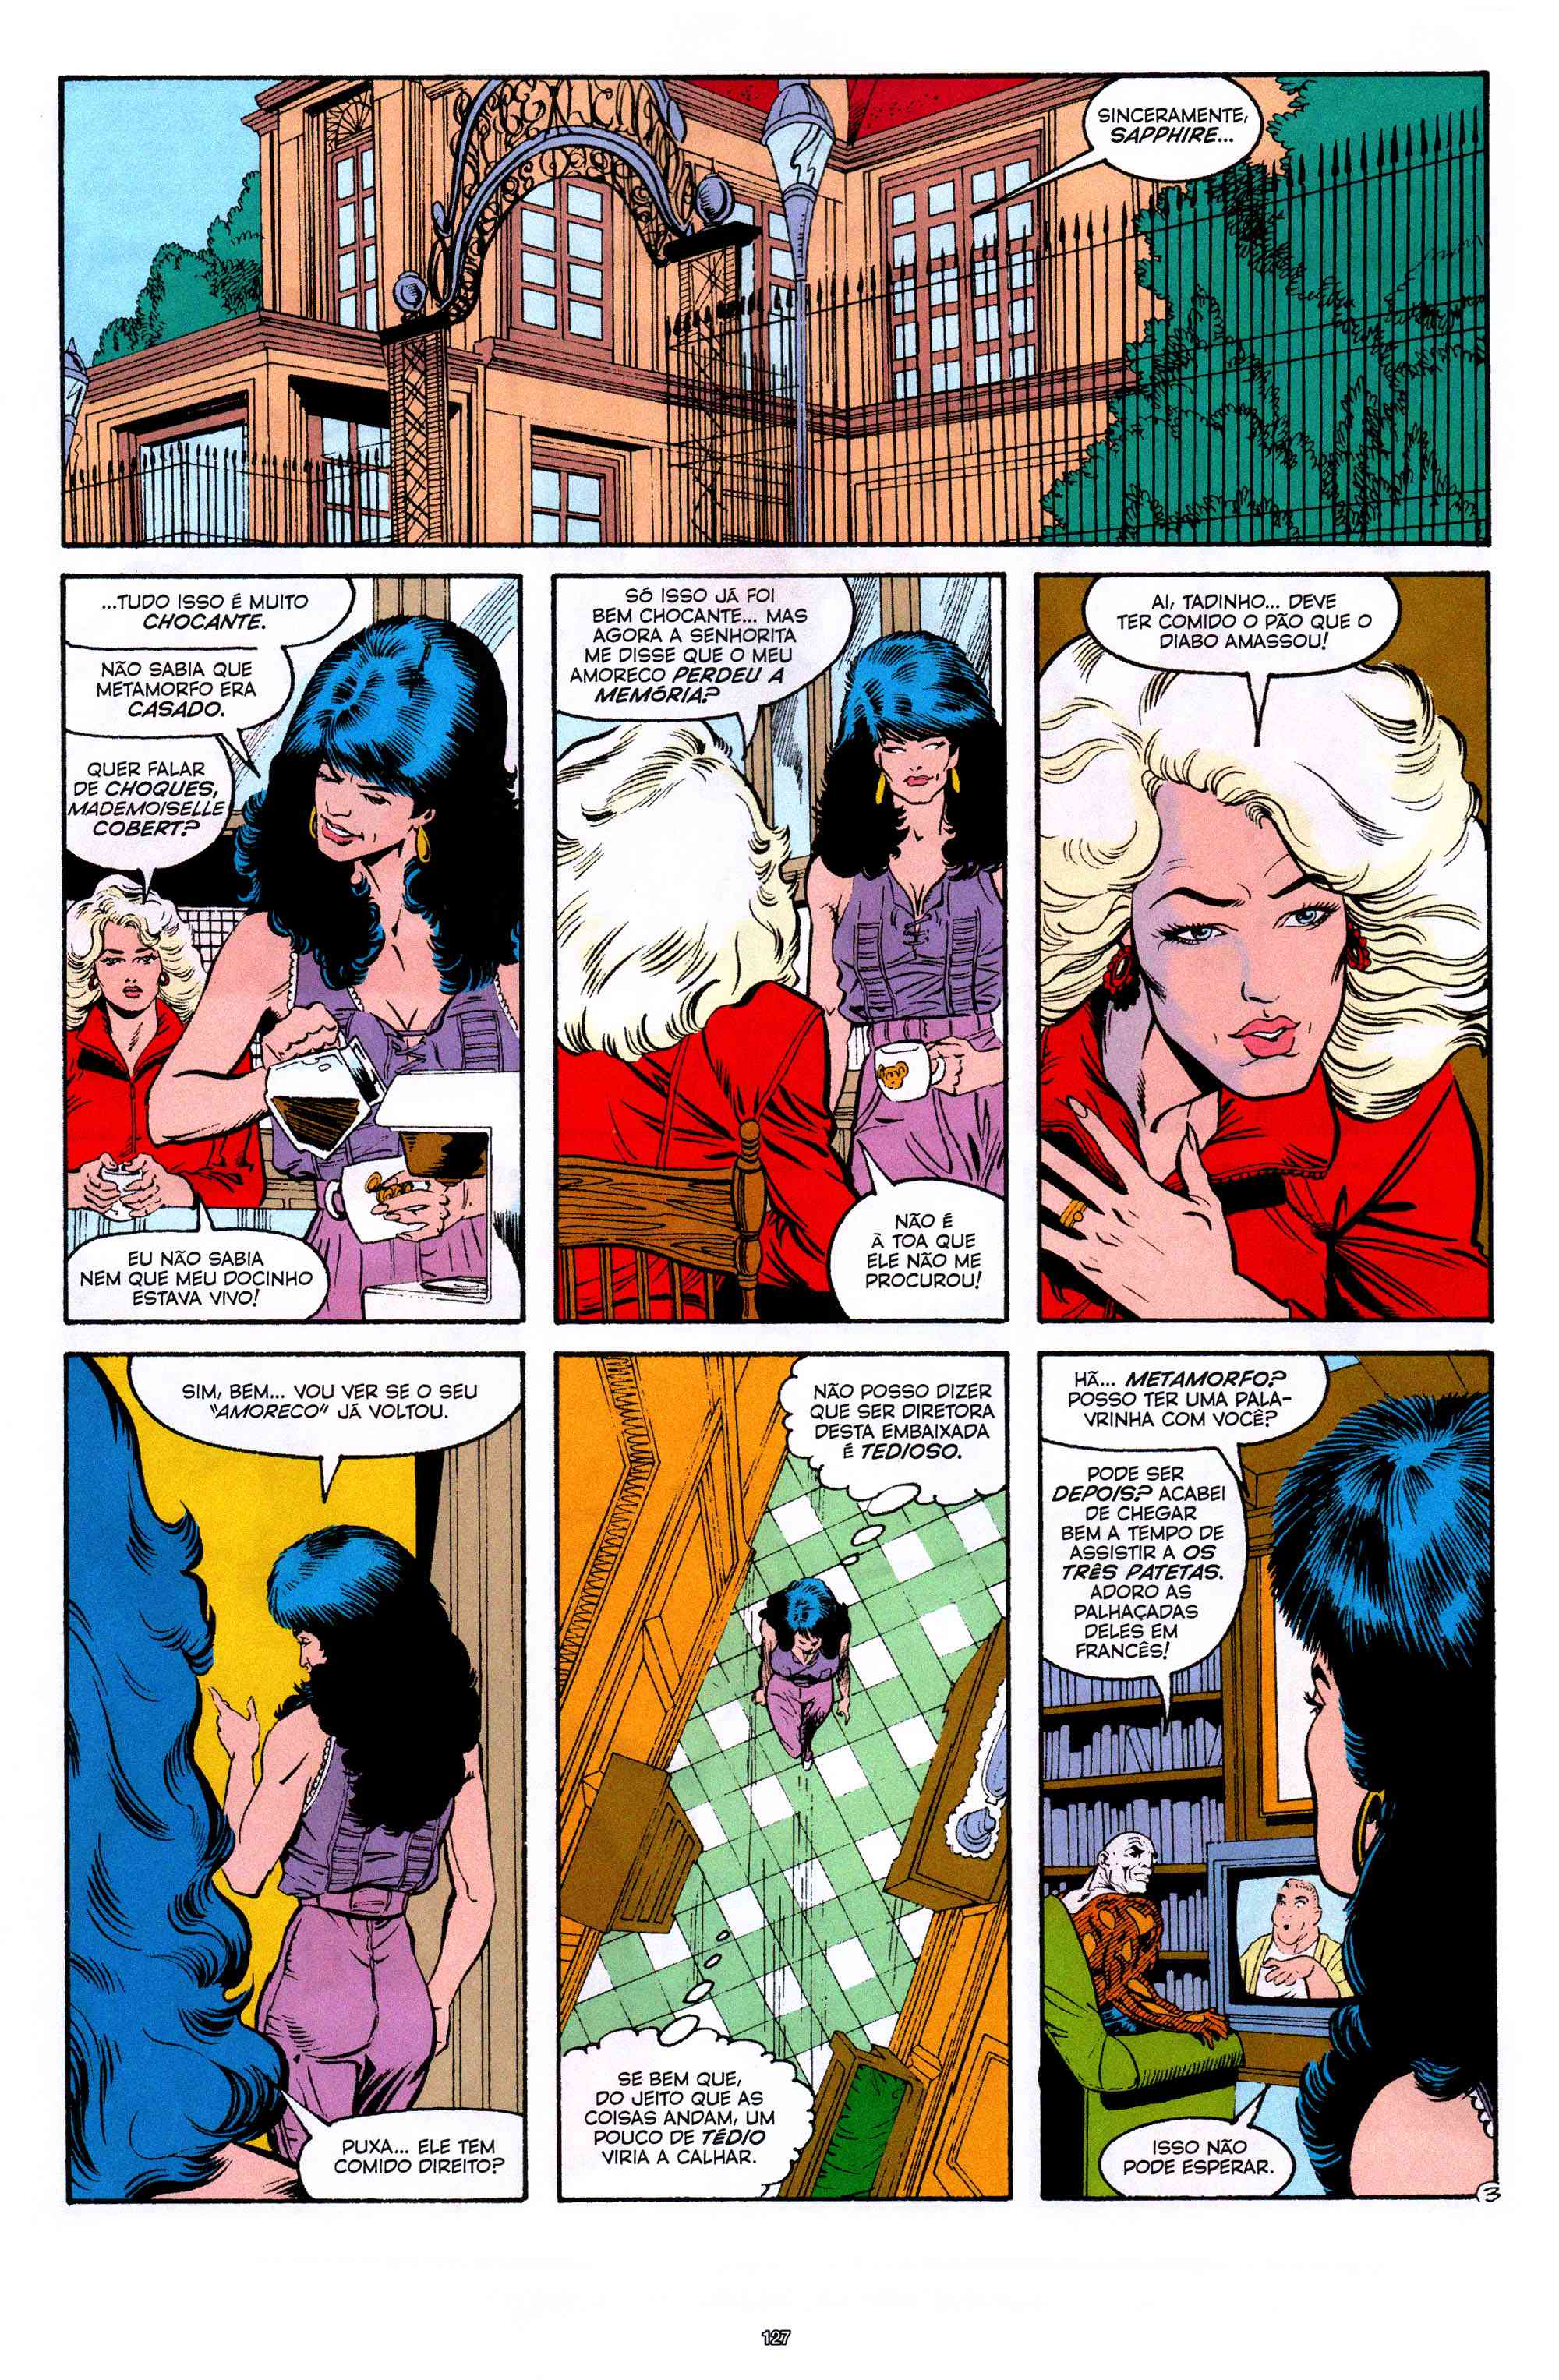 SINCERAMENTE,
SAPPHIRE...
...TUDO ISSO É MUITO
CHOCANTE.
NÃO SABIA QUE
METAMORFO ERA
CASADO.
QUER FALAR
DE CHOQUES,
MADEMOISELLE
COBERT?
EU NÃO SABIA
NEM QUE MEU DOCINHO
ESTAVA VIVO!
SÓ ISSO JÁ FOI
BEM CHOCANTE... MAS
AGORA A SENHORITA
ME DISSE QUE O MEU
AMORECO PERDEU A
MEMÓRIA?
NÃO É
À TOA QUE
ELE NÃO ME
PROCUROU!
AI, TADINHO... DEVE
TER COMIDO O PÃO QUE O
DIABO AMASSOU!
SIM, BEM... VOU VER SE O SEU
"AMORECO" JÁ VOLTOU.
PUXA... ELE TEM
COMIDO DIREITO?
NÃO POSSO DIZER
QUE SER DIRETORA
DESTA EMBAIXADA
É TEDIOSO.
SE BEM QUE,
DO JEITO QUE AS
COISAS ANDAM, UM
POUCO DE TÉDIO
VIRIA A CALHAR.
HÃ... METAMORFO?
POSSO TER UMA PALA-
VRINHA COM VOCÊ?
PODE SER
DEPOIS? ACABEI
DE CHEGAR
BEM A TEMPO DE
ASSISTIR A OS
TRÊS PATETAS.
ADORO AS
PALHAÇADAS
DELES EM
FRANCÊS!
ISSO NÃO
PODE ESPERAR.
3
127